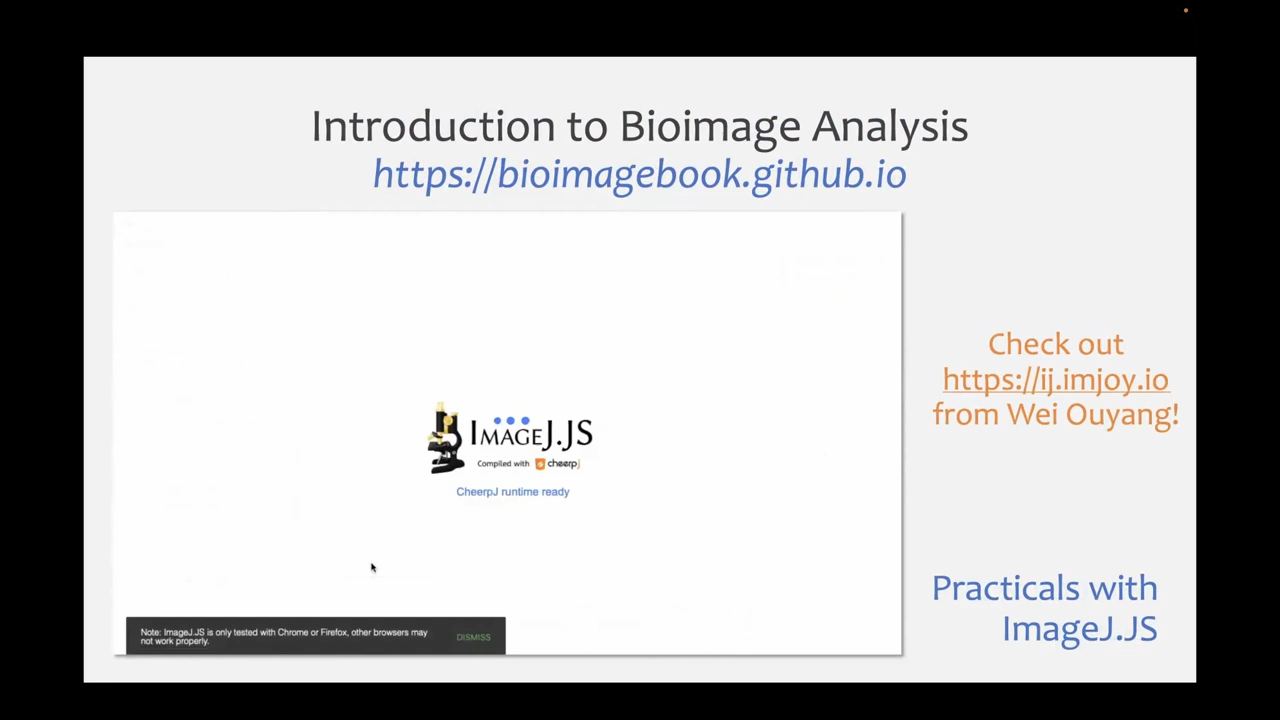 Introduction to Bioimage Analysis
https://bioimagebook.github.io
IMAGEJ.JS
Compiled with cheerpj
CheerpJ runtime ready
Note: ImageJ.JS is only tested with Chrome or Firefox, other browsers may
not work properly.
DISMISS
Check out
https://ij.imjoy.io
from Wei Ouyang!
Practicals with
ImageJ.JS